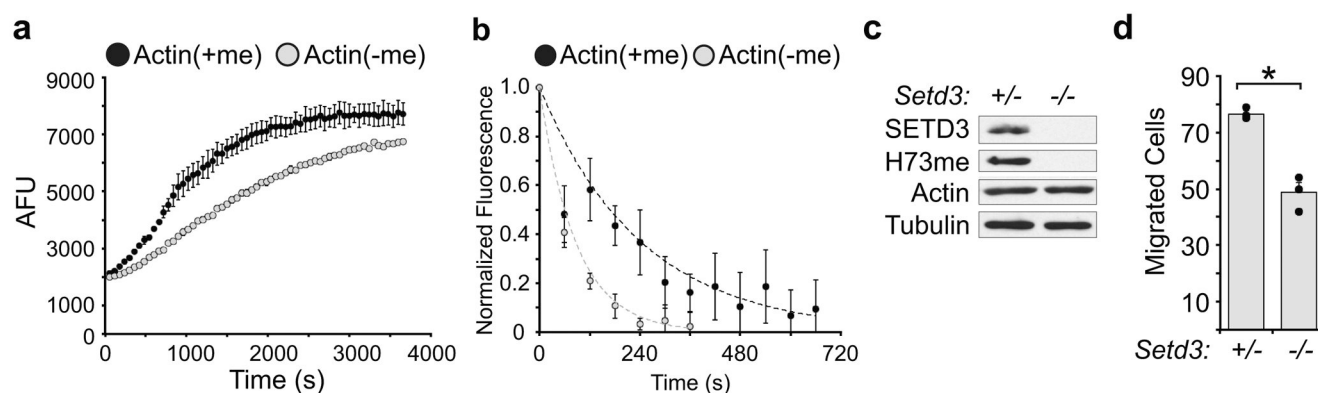 a
Actin(+me) Actin(-me)
AFU
9000
7000
5000
3000
1000
0
0 1000 2000 3000 4000
Time (s)
b
Actin(+me) Actin(-me)
Normalized Fluorescence
1.0
0.8
0.6
0.4
0.2
0
0 240 480 720
Time (s)
c
Setd3: +/- -/-
SETD3
H73me
Actin
Tubulin
d
*
Migrated Cells
90
70
50
30
10
Setd3: +/- -/-